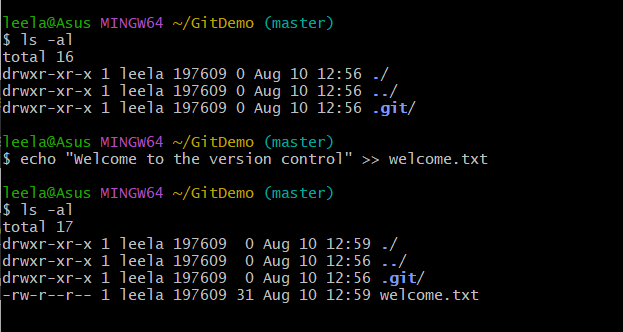 leela@Asus MINGW64 ~/GitDemo (master)
$ ls -al
total 16
drwxr-xr-x 1 leela 197609 0 Aug 10 12:56 ./
drwxr-xr-x 1 leela 197609 0 Aug 10 12:56 ../
drwxr-xr-x 1 leela 197609 0 Aug 10 12:56 .git/
leela@Asus MINGW64 ~/GitDemo (master)
$ echo "Welcome to the version control" >> welcome.txt
leela@Asus MINGW64 ~/GitDemo (master)
$ ls -al
total 17
drwxr-xr-x 1 leela 197609  0 Aug 10 12:59 ./
drwxr-xr-x 1 leela 197609  0 Aug 10 12:56 ../
drwxr-xr-x 1 leela 197609  0 Aug 10 12:56 .git/
-rw-r--r-- 1 leela 197609 31 Aug 10 12:59 welcome.txt